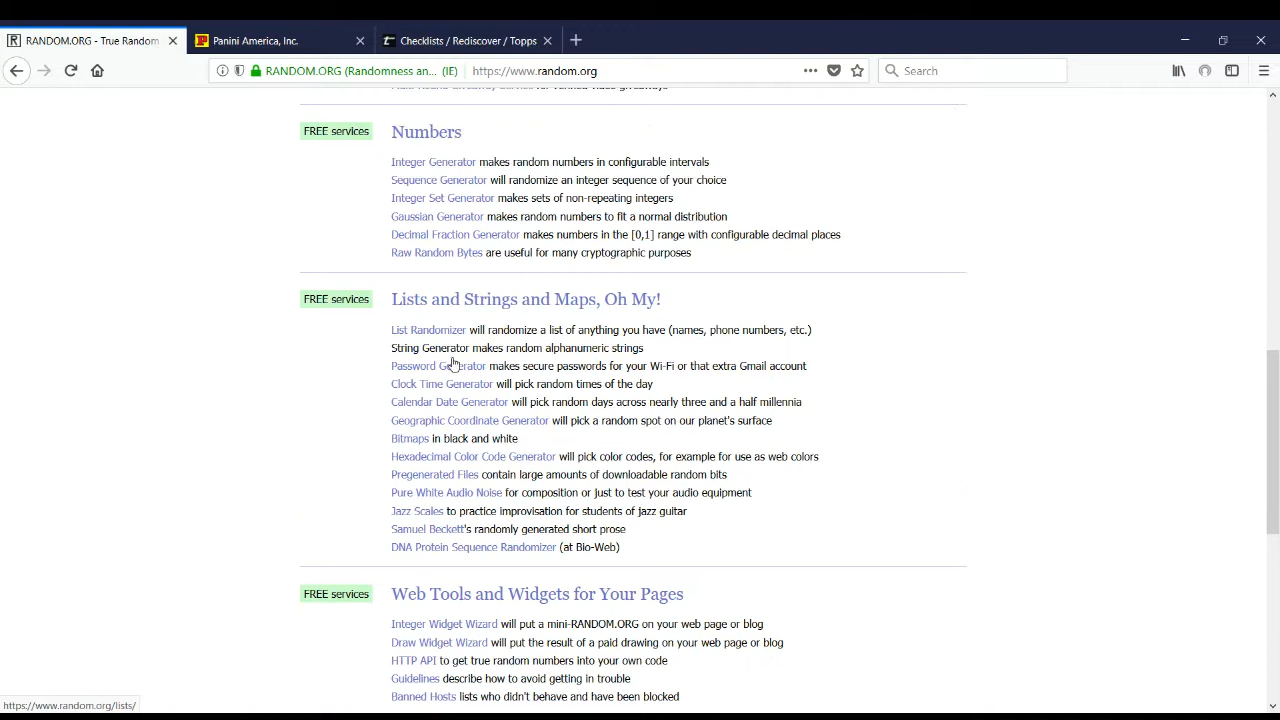 RANDOM.ORG - True Random
Panini America, Inc.
Checklists / Rediscover / Topps
RANDOM.ORG (Randomness an... (IE)
https://www.random.org
Search
FREE services
Numbers
Integer Generator makes random numbers in configurable intervals
Sequence Generator will randomize an integer sequence of your choice
Integer Set Generator makes sets of non-repeating integers
Gaussian Generator makes random numbers to fit a normal distribution
Decimal Fraction Generator makes numbers in the [0,1] range with configurable decimal places
Raw Random Bytes are useful for many cryptographic purposes
FREE services
Lists and Strings and Maps, Oh My!
List Randomizer will randomize a list of anything you have (names, phone numbers, etc.)
String Generator makes random alphanumeric strings
Password Generator makes secure passwords for your Wi-Fi or that extra Gmail account
Clock Time Generator will pick random times of the day
Calendar Date Generator will pick random days across nearly three and a half millennia
Geographic Coordinate Generator will pick a random spot on our planet's surface
Bitmaps in black and white
Hexadecimal Color Code Generator will pick color codes, for example for use as web colors
Pregenerated Files contain large amounts of downloadable random bits
Pure White Audio Noise for composition or just to test your audio equipment
Jazz Scales to practice improvisation for students of jazz guitar
Samuel Beckett's randomly generated short prose
DNA Protein Sequence Randomizer (at Bio-Web)
FREE services
Web Tools and Widgets for Your Pages
Integer Widget Wizard will put a mini-RANDOM.ORG on your web page or blog
Draw Widget Wizard will put the result of a paid drawing on your web page or blog
HTTP API to get true random numbers into your own code
Guidelines describe how to avoid getting in trouble
Banned Hosts lists who didn't behave and have been blocked
https://www.random.org/lists/